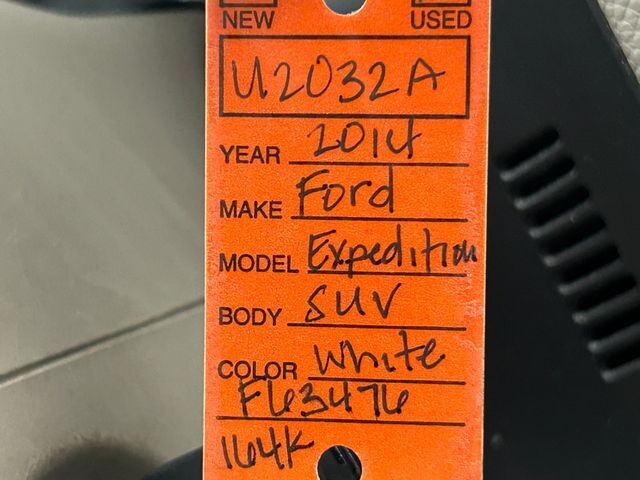 NEW USED
U2032A
YEAR 2014
MAKE Ford
MODEL Expedition
BODY SUV
COLOR White
F63476
164K